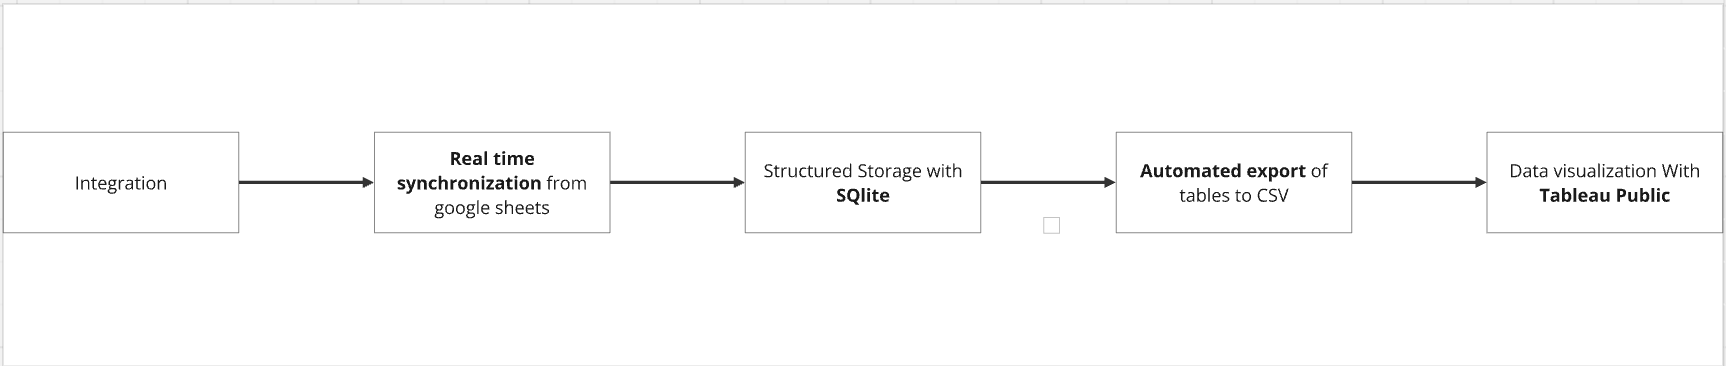 Integration
Real time
synchronization from
google sheets
Structured Storage with
SQlite
Automated export of
tables to CSV
Data visualization With
Tableau Public